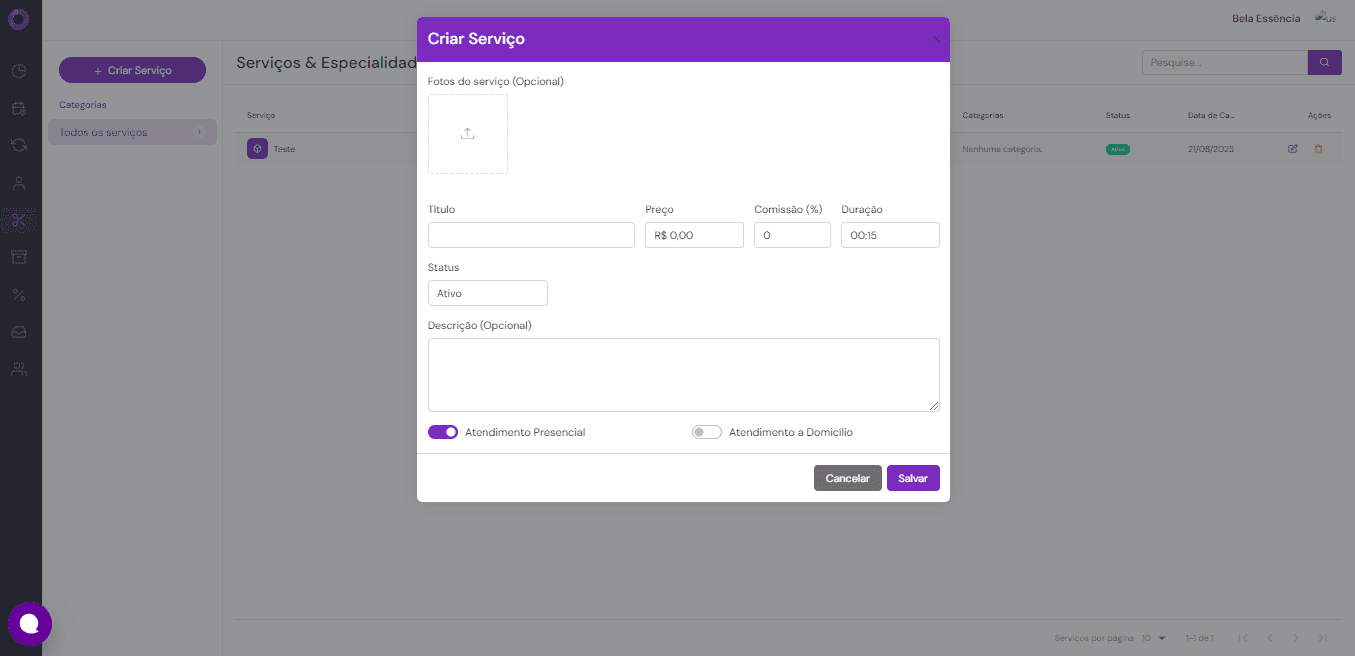 Bela Essência
Criar Serviço
+ Criar Serviço
Categorias
Todos os serviços
1
Serviços & Especialidad
Pesquise...
Serviço
Categorias
Status
Data de Ca...
Ações
Teste
Nenhuma categoria.
Ativo
21/08/2023
Fotos do serviço (Opcional)
Título
Preço
Comissão (%)
Duração
R$ 0,00
0
00:15
Status
Ativo
Descrição (Opcional)
Atendimento Presencial
Atendimento a Domicílio
Cancelar
Salvar
Serviços por página
10
1-1 de 1